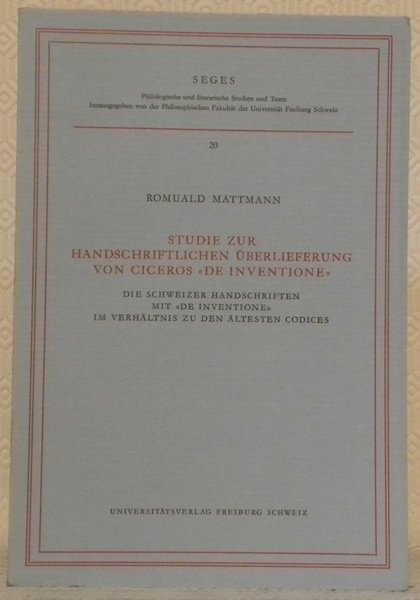 SEGES
Philologische und literarische Studien und Texte
herausgegeben von der Philosophischen Fakultät der Universität Freiburg Schweiz
20
ROMUALD MATTMANN
STUDIE ZUR
HANDSCHRIFTLICHEN ÜBERLIEFERUNG
VON CICEROS «DE INVENTIONE»
DIE SCHWEIZER HANDSCHRIFTEN
MIT «DE INVENTIONE»
IM VERHÄLTNIS ZU DEN ÄLTESTEN CODICES
UNIVERSITÄTSVERLAG FREIBURG SCHWEIZ